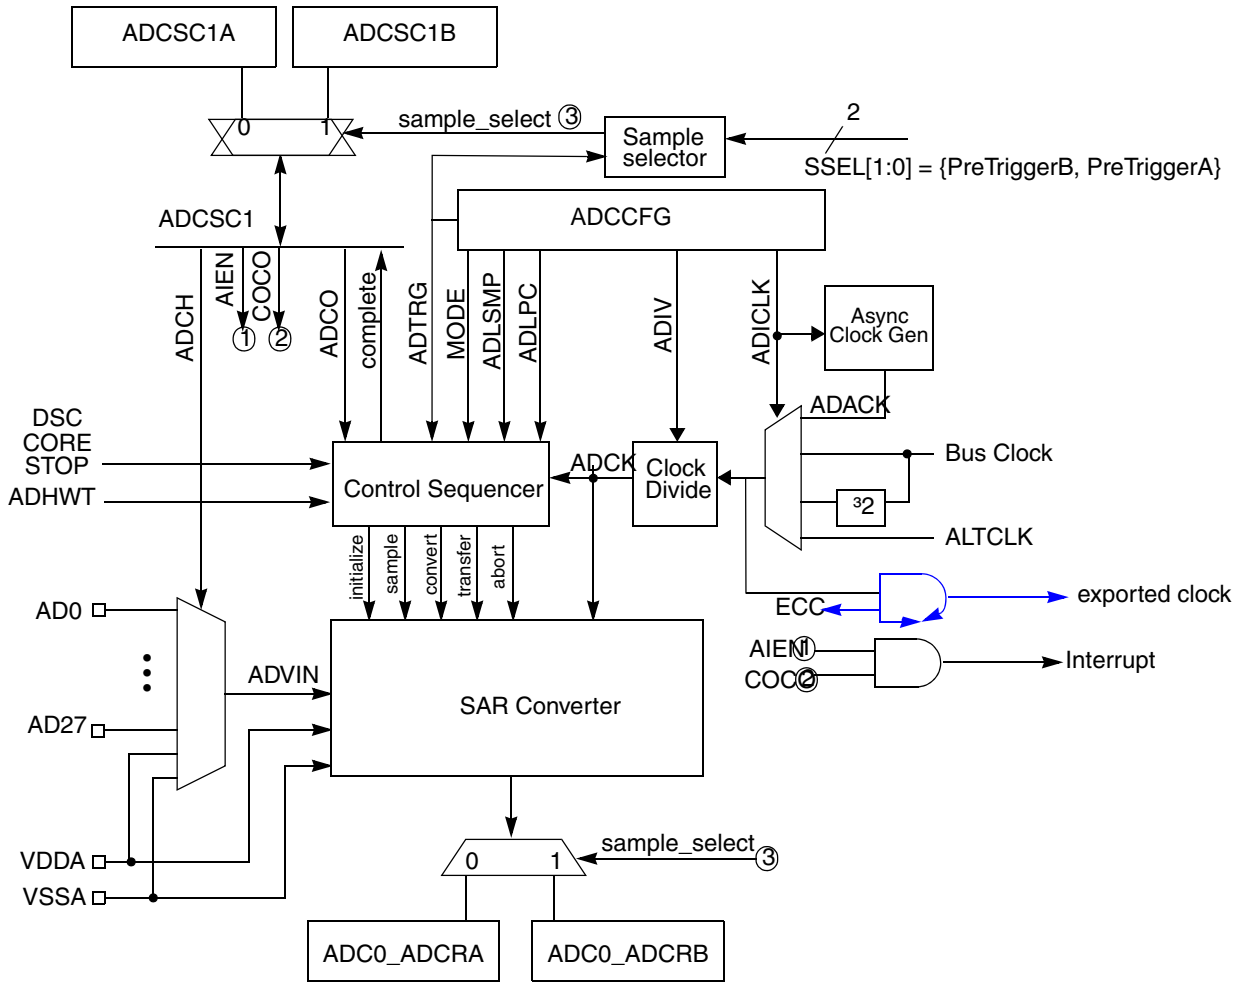 ADCSC1A
ADCSC1B
0
1
sample_select ③
Sample
selector
2
SSEL[1:0] = {PreTriggerB, PreTriggerA}
ADCSC1
ADCCFG
ADCH
AIEN
COCO
①
②
ADCO
complete
ADTRG
MODE
ADLSMP
ADLPC
ADIV
ADICLK
Async
Clock Gen
ADACK
DSC
CORE
STOP
ADHWT
Control Sequencer
ADCK
Clock
Divide
Bus Clock
³2
ALTCLK
initialize
sample
convert
transfer
abort
ECC
exported clock
AIEN①
COCO②
Interrupt
AD0
AD27
ADVIN
SAR Converter
VDDA
VSSA
0
1
sample_select
③
ADC0_ADCRA
ADC0_ADCRB